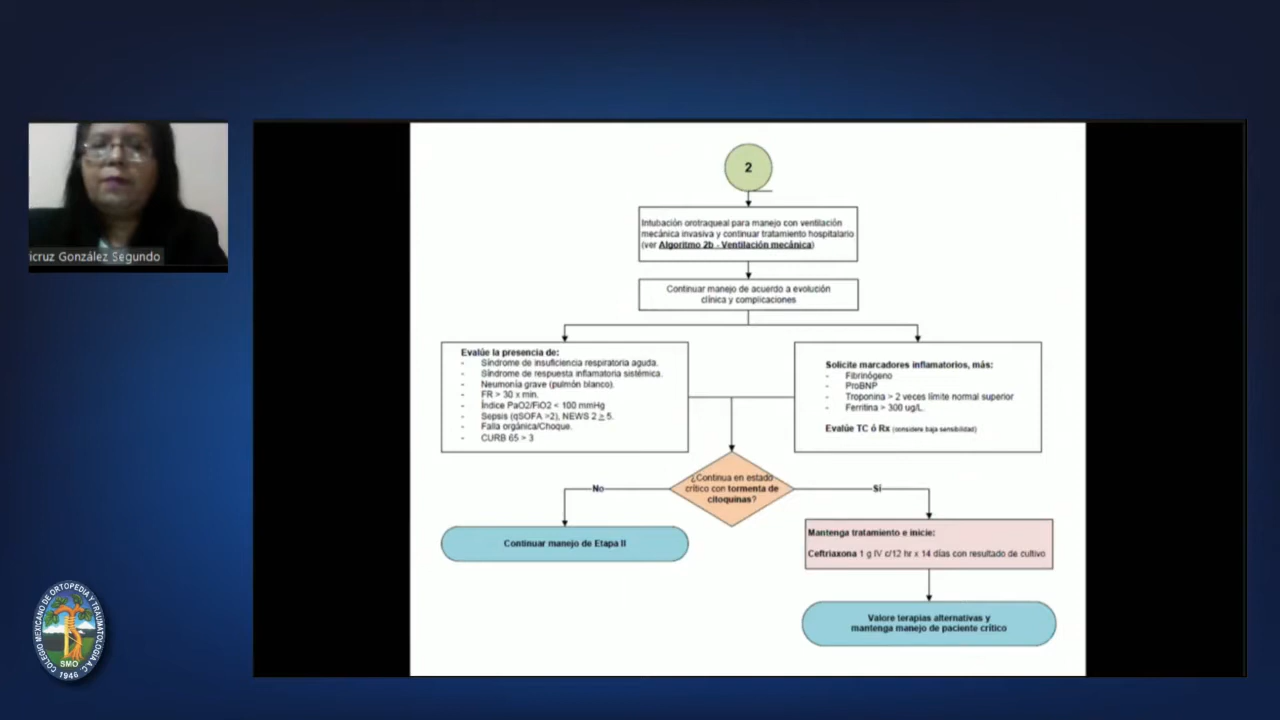 2
Intubación orotraqueal para manejo con ventilación
mecánica invasiva y continuar tratamiento hospitalario
(ver Algoritmo 2b - Ventilación mecánica)
Continuar manejo de acuerdo a evolución
clínica y complicaciones
Evalúe la presencia de:
- Síndrome de insuficiencia respiratoria aguda.
- Síndrome de respuesta inflamatoria sistémica.
- Neumonía grave (pulmón blanco).
- FR > 30 x min.
- Índice PaO2/FiO2 < 100 mmHg
- Sepsis (qSOFA >2), NEWS 2 ≥ 5.
- Falla orgánica/Choque.
- CURB 65 > 3
Solicite marcadores inflamatorios, más:
- Fibrinógeno
- ProBNP
- Troponina > 2 veces límite normal superior
- Ferritina > 300 ug/L.
Evalúe TC ó Rx (considere baja sensibilidad)
¿Continua en estado
crítico con tormenta de
citoquinas?
No
Sí
Continuar manejo de Etapa II
Mantenga tratamiento e inicie:
Ceftriaxona 1 g IV c/12 hr x 14 días con resultado de cultivo
Valore terapias alternativas y
mantenga manejo de paciente crítico
icruz González Segundo
COLEGIO MEXICANO DE ORTOPEDIA Y TRAUMATOLOGIA A.C.
SMO
1946